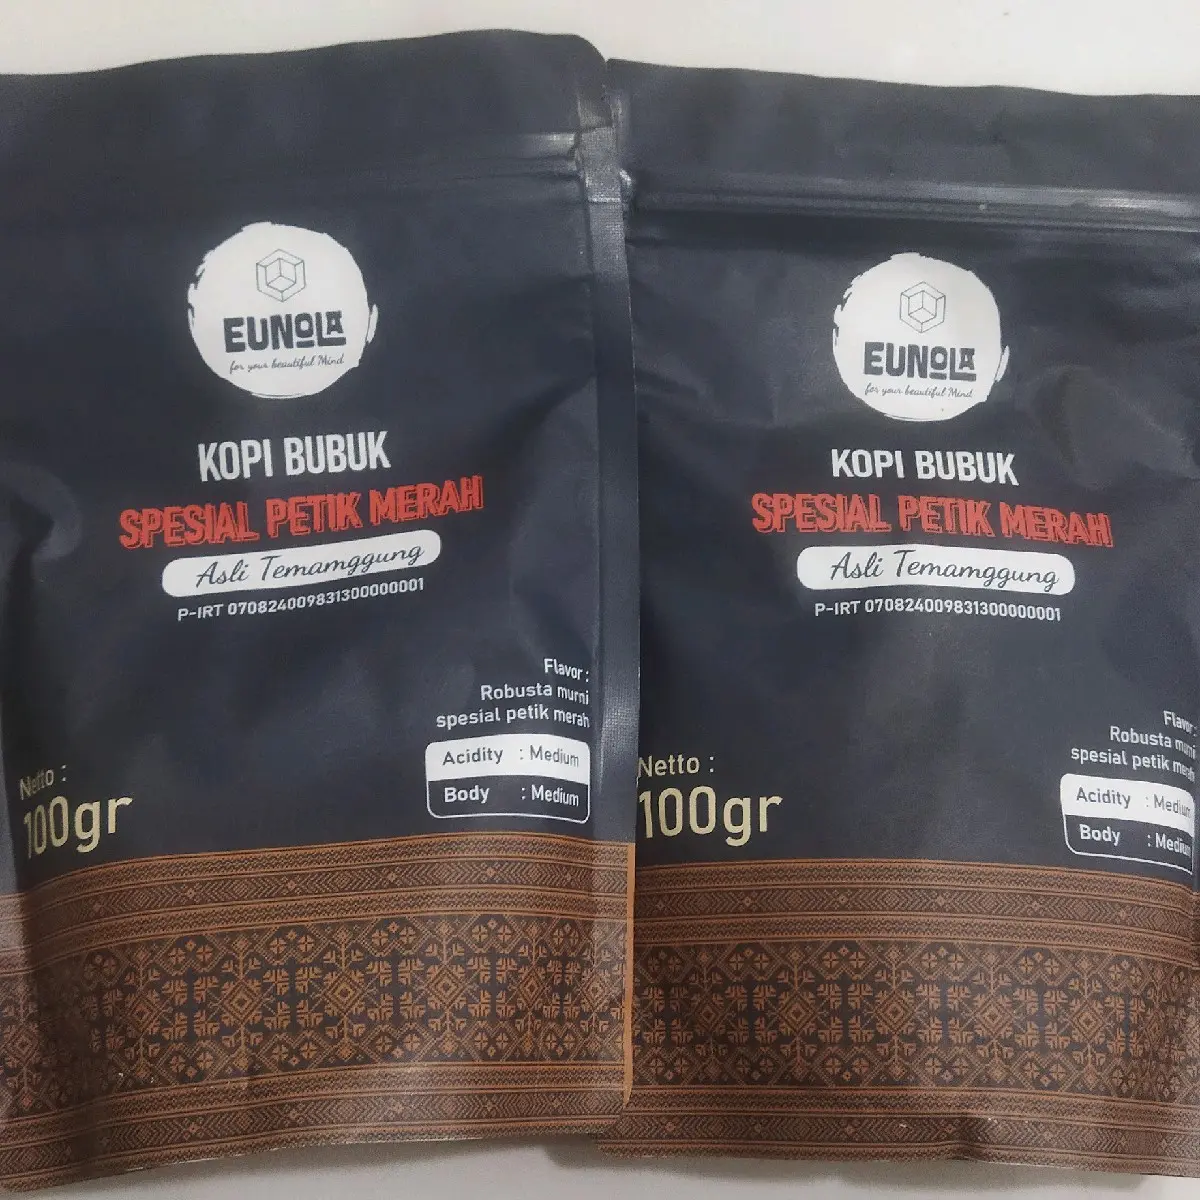 EUNOLA
for your beautiful Mind
KOPI BUBUK
SPESIAL PETIK MERAH
Asli Temamggung
P-IRT 070824009831300000001
Flavor :
Robusta murni
spesial petik merah
Acidity : Medium
Body : Medium
Netto :
100gr
EUNOLA
for your beautiful Mind
KOPI BUBUK
SPESIAL PETIK MERAH
Asli Temamggung
P-IRT 070824009831300000001
Flavor :
Robusta murni
spesial petik merah
Acidity : Medium
Body : Medium
Netto :
100gr